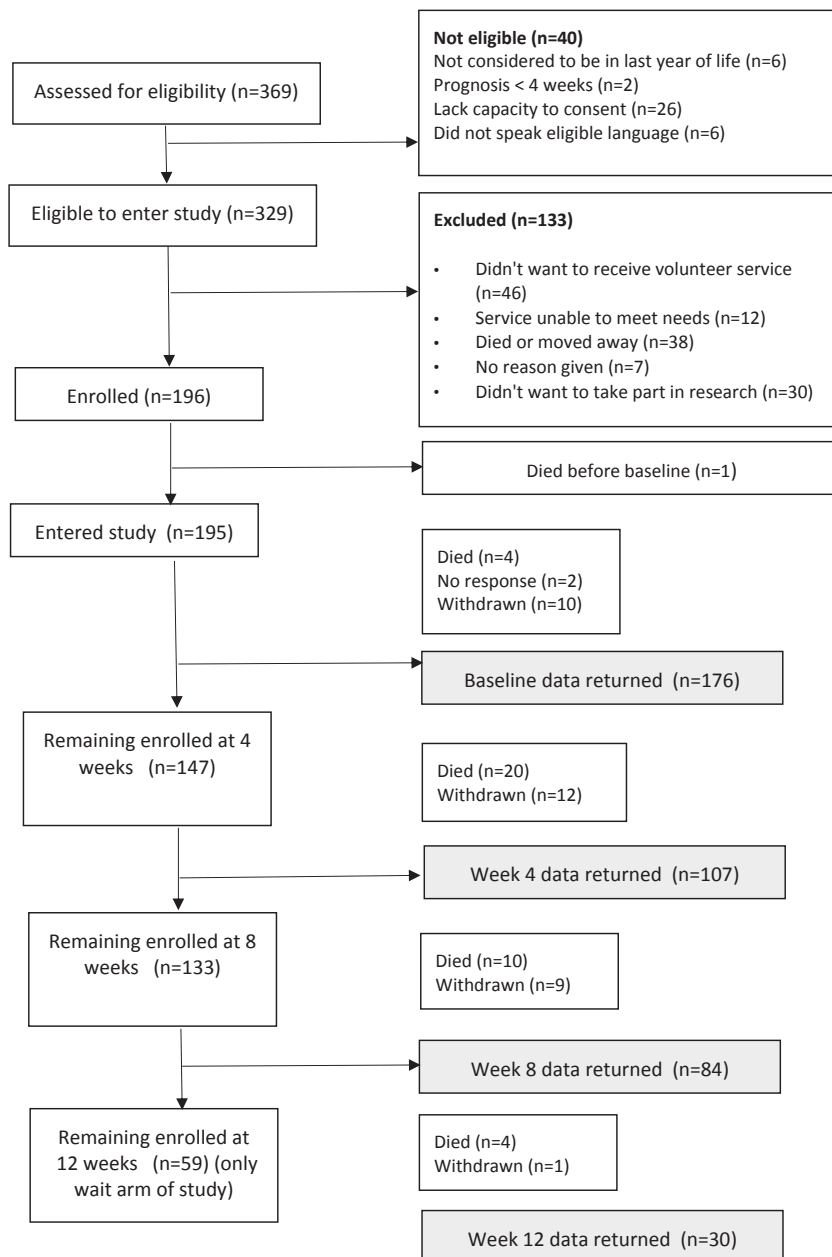 Assessed for eligibility (n=369)
Not eligible (n=40)
Not considered to be in last year of life (n=6)
Prognosis < 4 weeks (n=2)
Lack capacity to consent (n=26)
Did not speak eligible language (n=6)
Eligible to enter study (n=329)
Excluded (n=133)
• Didn't want to receive volunteer service
(n=46)
• Service unable to meet needs (n=12)
• Died or moved away (n=38)
• No reason given (n=7)
• Didn't want to take part in research (n=30)
Enrolled (n=196)
Died before baseline (n=1)
Entered study (n=195)
Died (n=4)
No response (n=2)
Withdrawn (n=10)
Baseline data returned (n=176)
Remaining enrolled at 4
weeks (n=147)
Died (n=20)
Withdrawn (n=12)
Week 4 data returned (n=107)
Remaining enrolled at 8
weeks (n=133)
Died (n=10)
Withdrawn (n=9)
Week 8 data returned (n=84)
Remaining enrolled at
12 weeks (n=59) (only
wait arm of study)
Died (n=4)
Withdrawn (n=1)
Week 12 data returned (n=30)